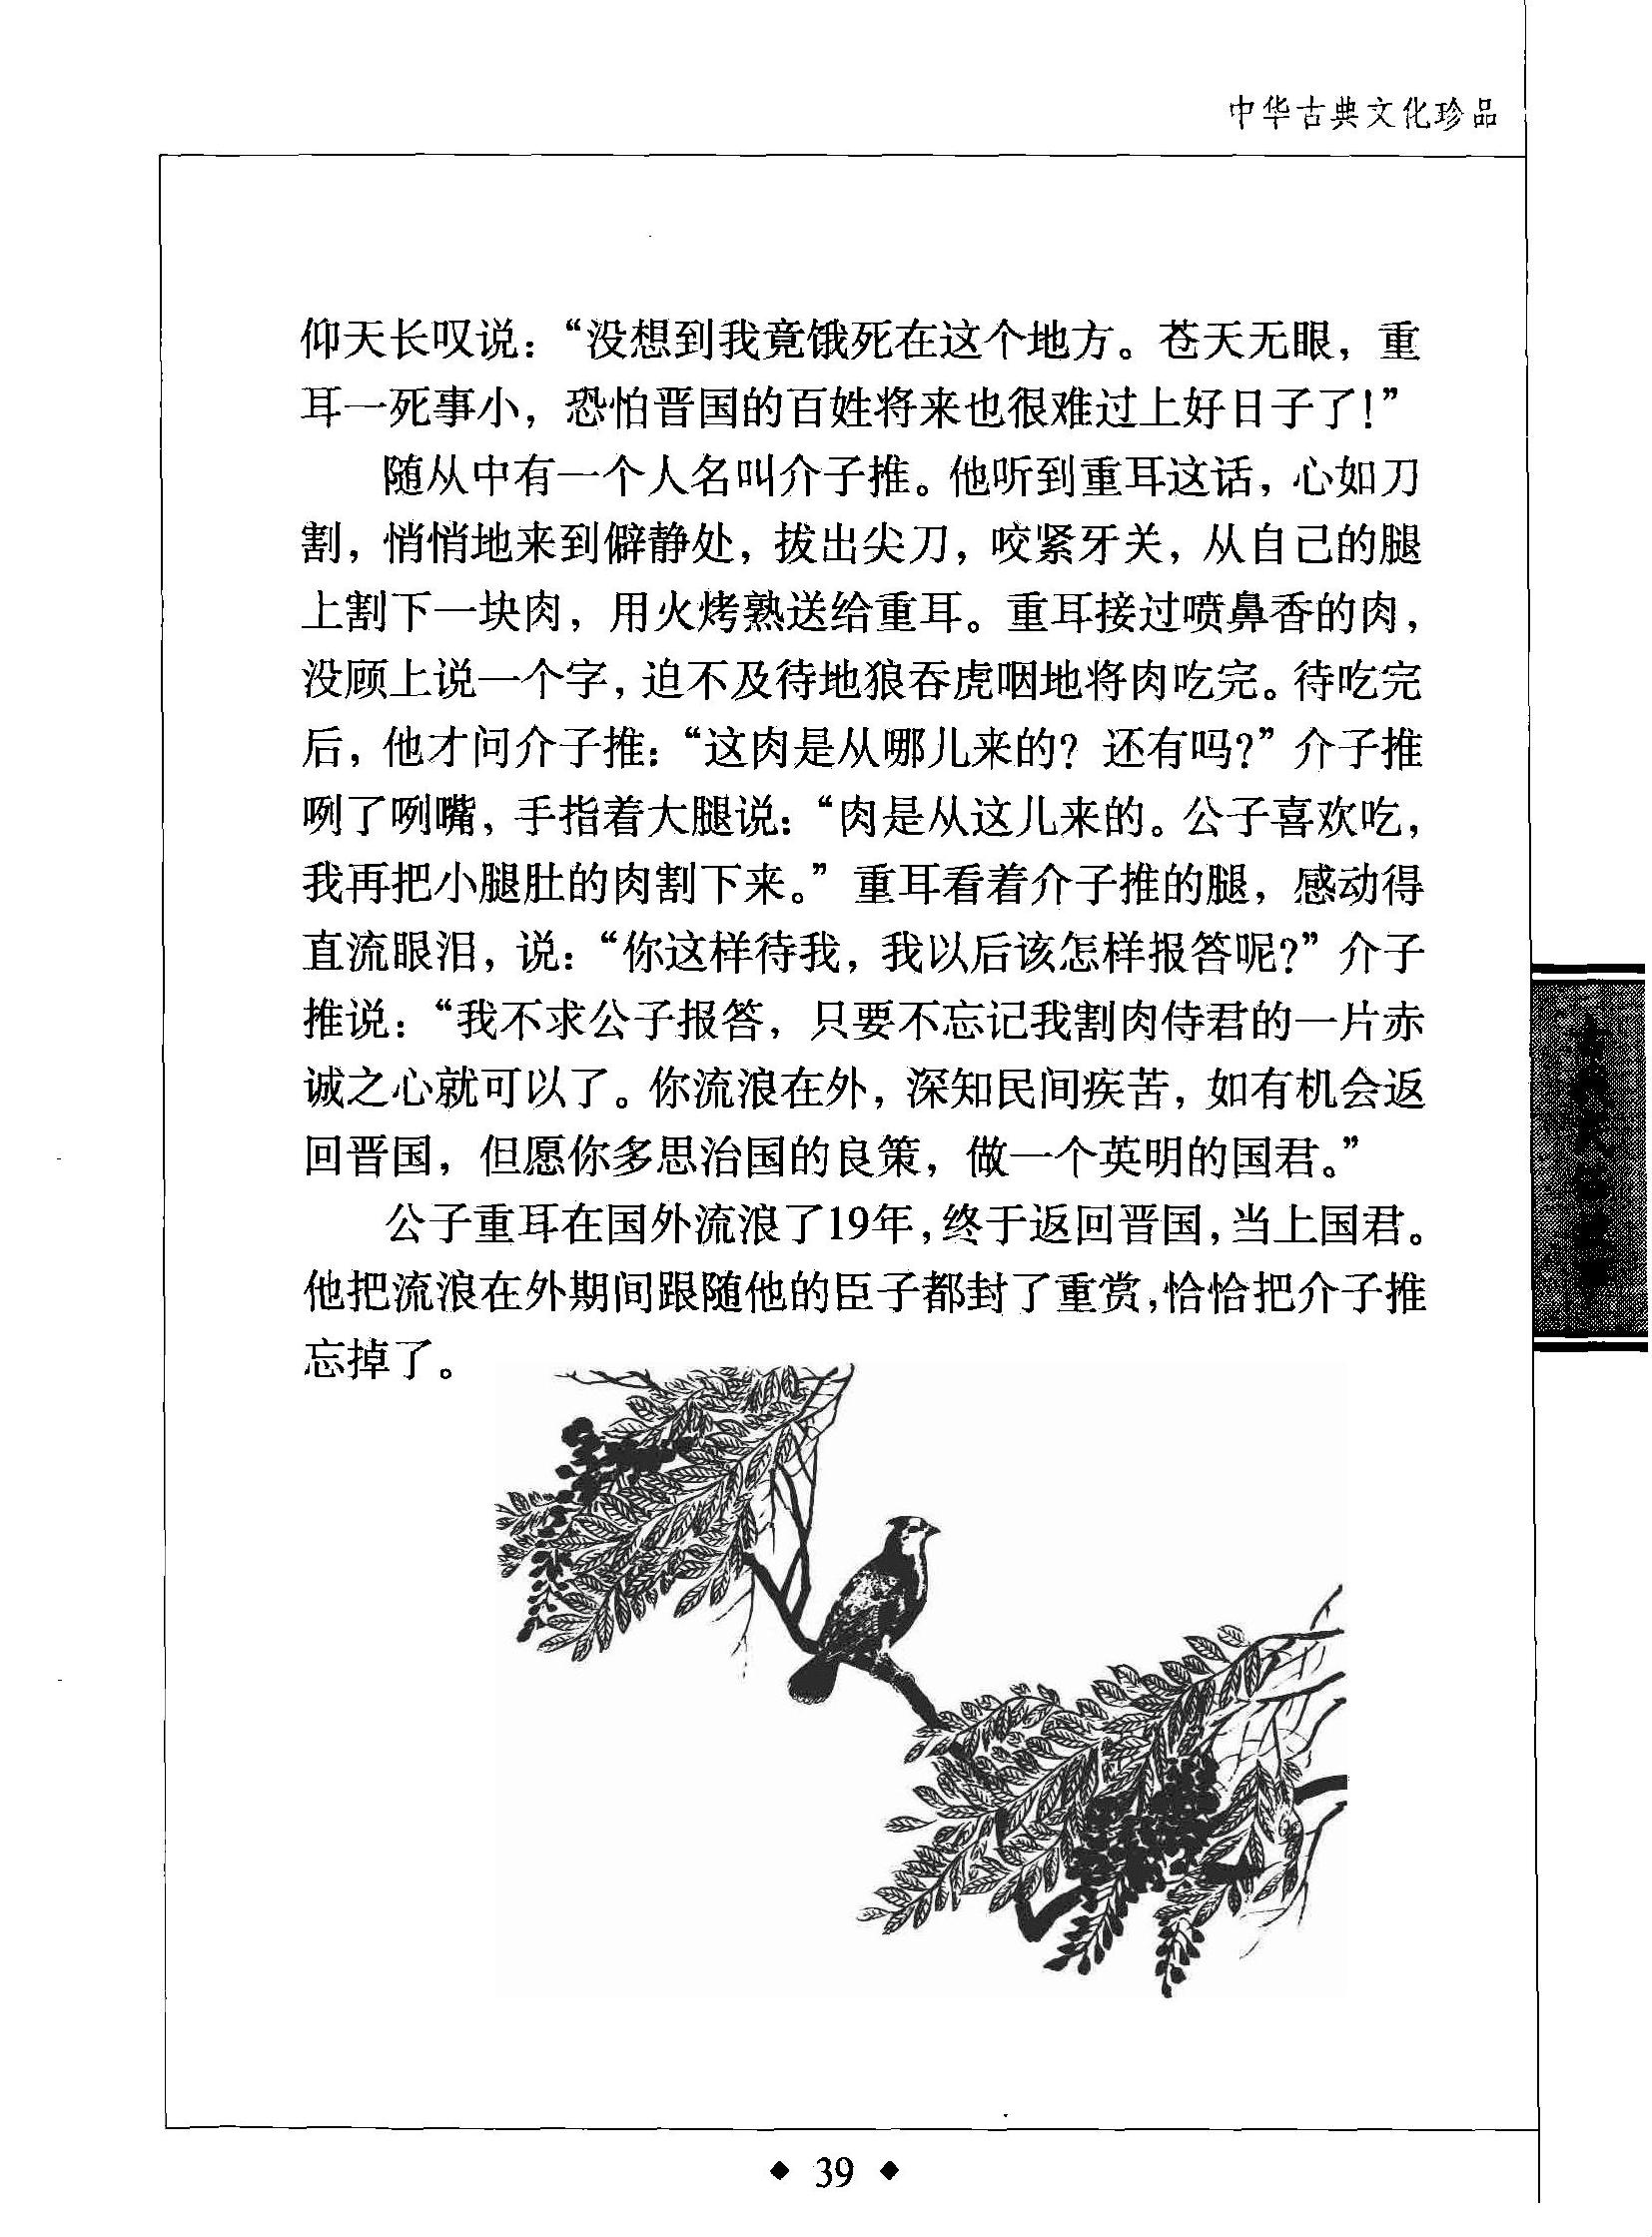 中华古典文化珍品
仰天长叹说：“没想到我竟饿死在这个地方。苍天无眼，重
耳一死事小，恐怕晋国的百姓将来也很难过上好日子了！”
随从中有一个人名叫介子推。他听到重耳这话，心如刀
割，悄悄地来到僻静处，拔出尖刀，咬紧牙关，从自己的腿
上割下一块肉，用火烤熟送给重耳。重耳接过喷鼻香的肉，
没顾上说一个字，迫不及待地狼吞虎咽地将肉吃完。待吃完
后，他才问介子推：“这肉是从哪儿来的？还有吗？”介子推
咧了咧嘴，手指着大腿说：“肉是从这儿来的。公子喜欢吃，
我再把小腿肚的肉割下来。”重耳看着介子推的腿，感动得
直流眼泪，说：“你这样待我，我以后该怎样报答呢？”介子
推说：“我不求公子报答，只要不忘记我割肉侍君的一片赤
诚之心就可以了。你流浪在外，深知民间疾苦，如有机会返
回晋国，但愿你多思治国的良策，做一个英明的国君。”
公子重耳在国外流浪了19年，终于返回晋国，当上国君。
他把流浪在外期间跟随他的臣子都封了重赏，恰恰把介子推
忘掉了。
◆ 39 ◆